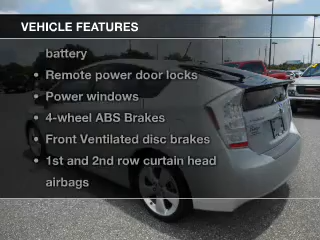 VEHICLE FEATURES
battery
• Remote power door locks
• Power windows
• 4-wheel ABS Brakes
• Front Ventilated disc brakes
• 1st and 2nd row curtain head
airbags